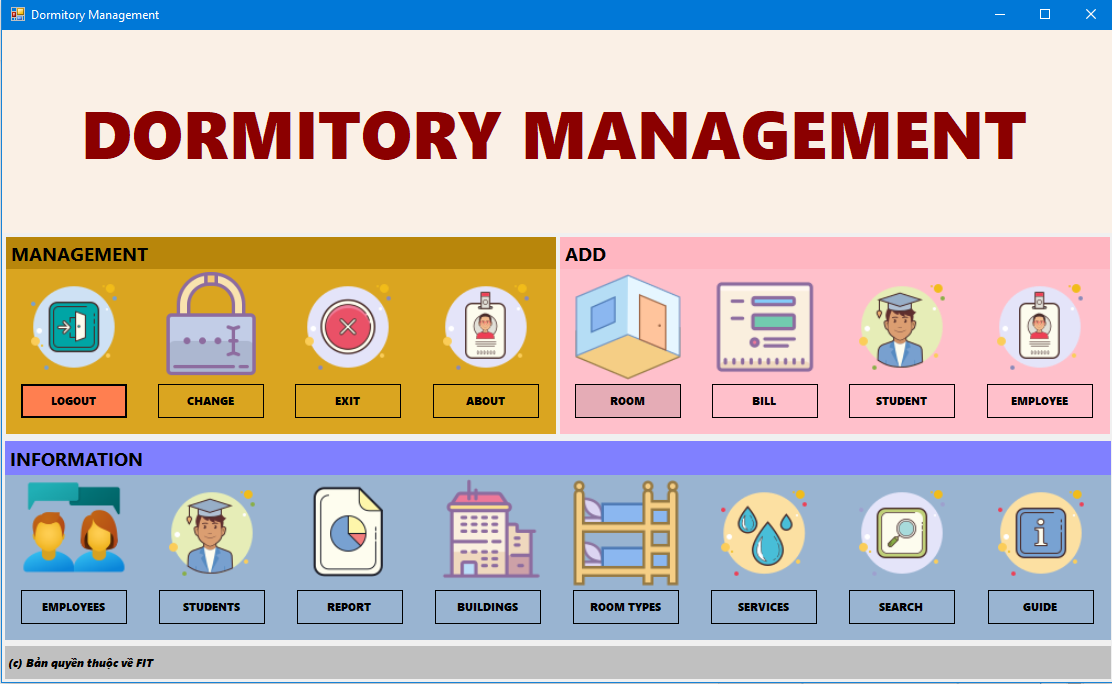 Dormitory Management
DORMITORY MANAGEMENT
MANAGEMENT
LOGOUT
CHANGE
EXIT
ABOUT
ADD
ROOM
BILL
STUDENT
EMPLOYEE
INFORMATION
EMPLOYEES
STUDENTS
REPORT
BUILDINGS
ROOM TYPES
SERVICES
SEARCH
GUIDE
(c) Bản quyền thuộc về FIT